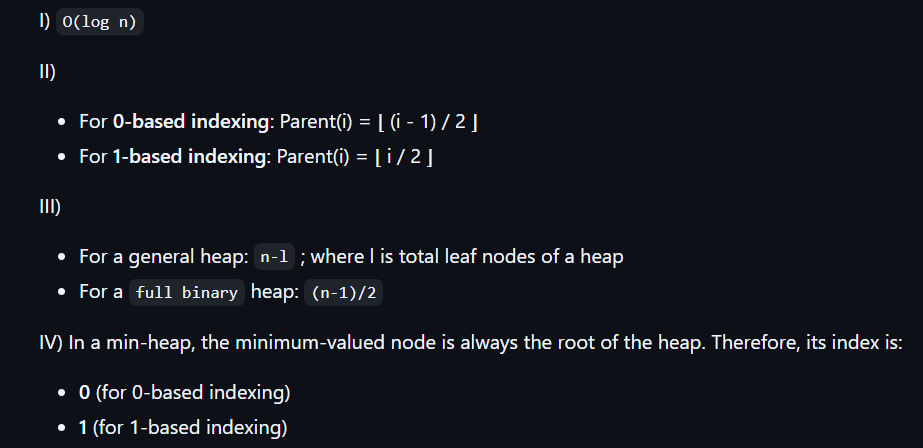 I) O(log n)
II)
• For 0-based indexing: Parent(i) = ⌊ (i - 1) / 2 ⌋
• For 1-based indexing: Parent(i) = ⌊ i / 2 ⌋
III)
• For a general heap: n-l ; where l is total leaf nodes of a heap
• For a full binary heap: (n-1)/2
IV) In a min-heap, the minimum-valued node is always the root of the heap. Therefore, its index is:
• 0 (for 0-based indexing)
• 1 (for 1-based indexing)